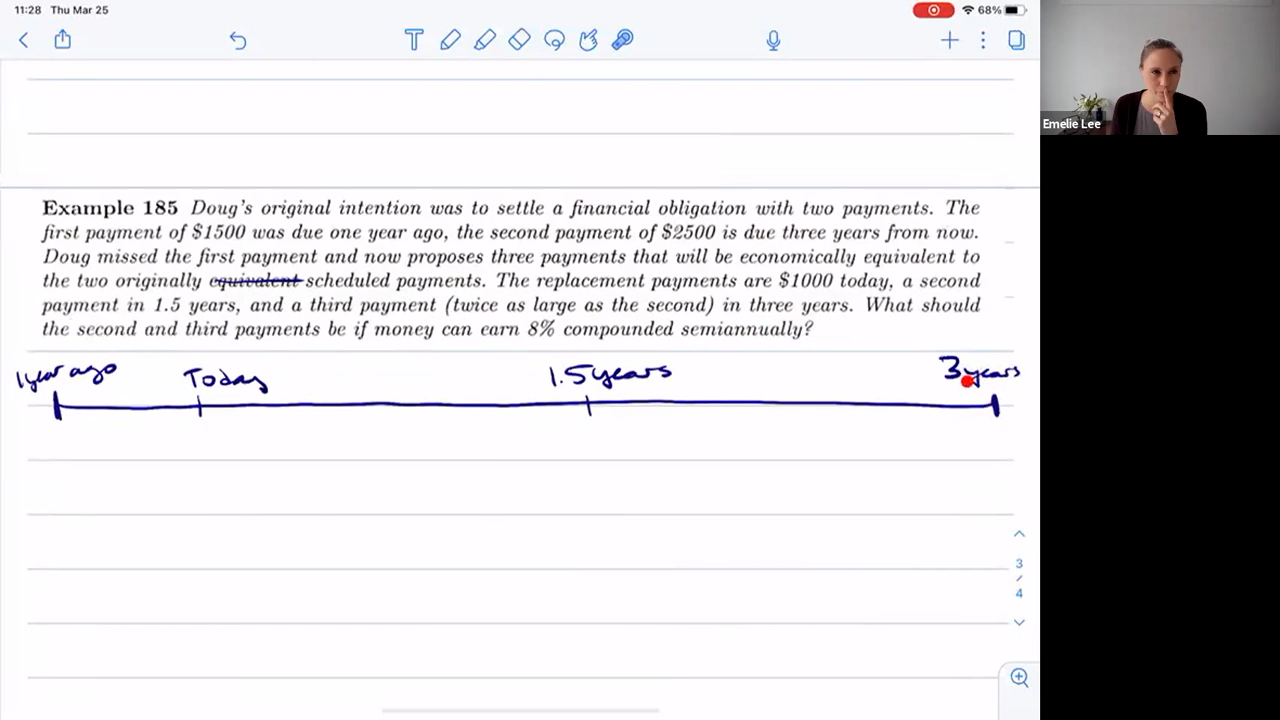 11:28 Thu Mar 25
68%
Emelie Lee
Example 185 Doug's original intention was to settle a financial obligation with two payments. The
first payment of $1500 was due one year ago, the second payment of $2500 is due three years from now.
Doug missed the first payment and now proposes three payments that will be economically equivalent to
the two originally equivalent scheduled payments. The replacement payments are $1000 today, a second
payment in 1.5 years, and a third payment (twice as large as the second) in three years. What should
the second and third payments be if money can earn 8% compounded semiannually?
1 year ago Today 1.5 years 3 years
3
/
4